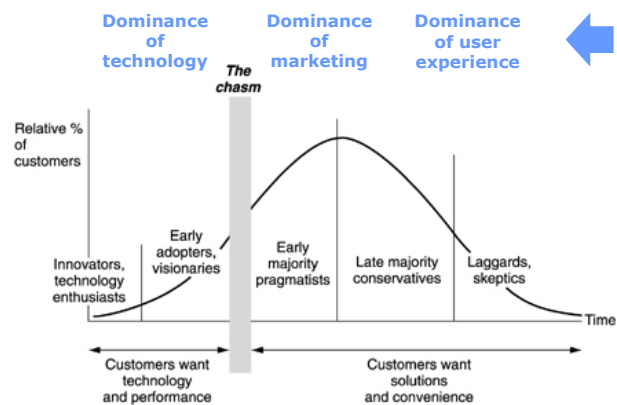 Dominance
of
technology
Dominance
of
marketing
Dominance
of user
experience
The
chasm
Relative %
of
customers
Innovators,
technology
enthusiasts
Early
adopters,
visionaries
Early
majority
pragmatists
Late majority
conservatives
Laggards,
skeptics
Time
Customers want
technology
and performance
Customers want
solutions
and convenience